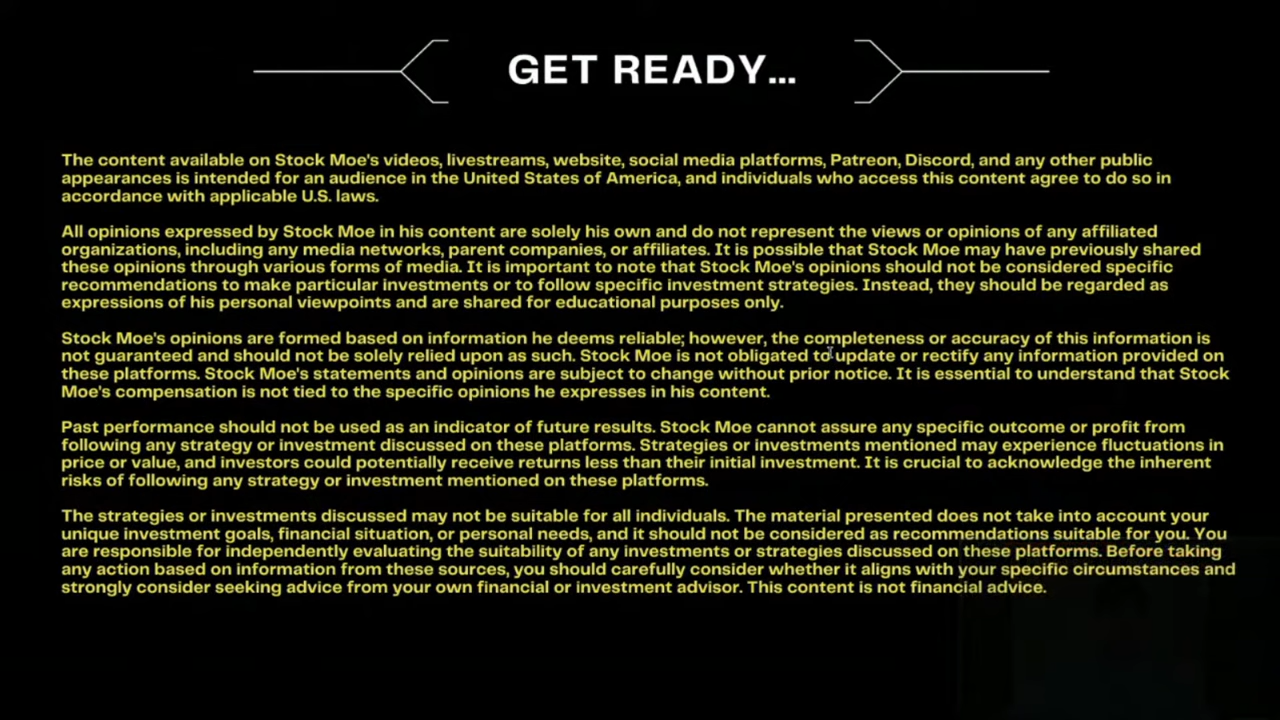 GET READY...
The content available on Stock Moe's videos, livestreams, website, social media platforms, Patreon, Discord, and any other public
appearances is intended for an audience in the United States of America, and individuals who access this content agree to do so in
accordance with applicable U.S. laws.
All opinions expressed by Stock Moe in his content are solely his own and do not represent the views or opinions of any affiliated
organizations, including any media networks, parent companies, or affiliates. It is possible that Stock Moe may have previously shared
these opinions through various forms of media. It is important to note that Stock Moe's opinions should not be considered specific
recommendations to make particular investments or to follow specific investment strategies. Instead, they should be regarded as
expressions of his personal viewpoints and are shared for educational purposes only.
Stock Moe's opinions are formed based on information he deems reliable; however, the completeness or accuracy of this information is
not guaranteed and should not be solely relied upon as such. Stock Moe is not obligated to update or rectify any information provided on
these platforms. Stock Moe's statements and opinions are subject to change without prior notice. It is essential to understand that Stock
Moe's compensation is not tied to the specific opinions he expresses in his content.
Past performance should not be used as an indicator of future results. Stock Moe cannot assure any specific outcome or profit from
following any strategy or investment discussed on these platforms. Strategies or investments mentioned may experience fluctuations in
price or value, and investors could potentially receive returns less than their initial investment. It is crucial to acknowledge the inherent
risks of following any strategy or investment mentioned on these platforms.
The strategies or investments discussed may not be suitable for all individuals. The material presented does not take into account your
unique investment goals, financial situation, or personal needs, and it should not be considered as recommendations suitable for you. You
are responsible for independently evaluating the suitability of any investments or strategies discussed on these platforms. Before taking
any action based on information from these sources, you should carefully consider whether it aligns with your specific circumstances and
strongly consider seeking advice from your own financial or investment advisor. This content is not financial advice.